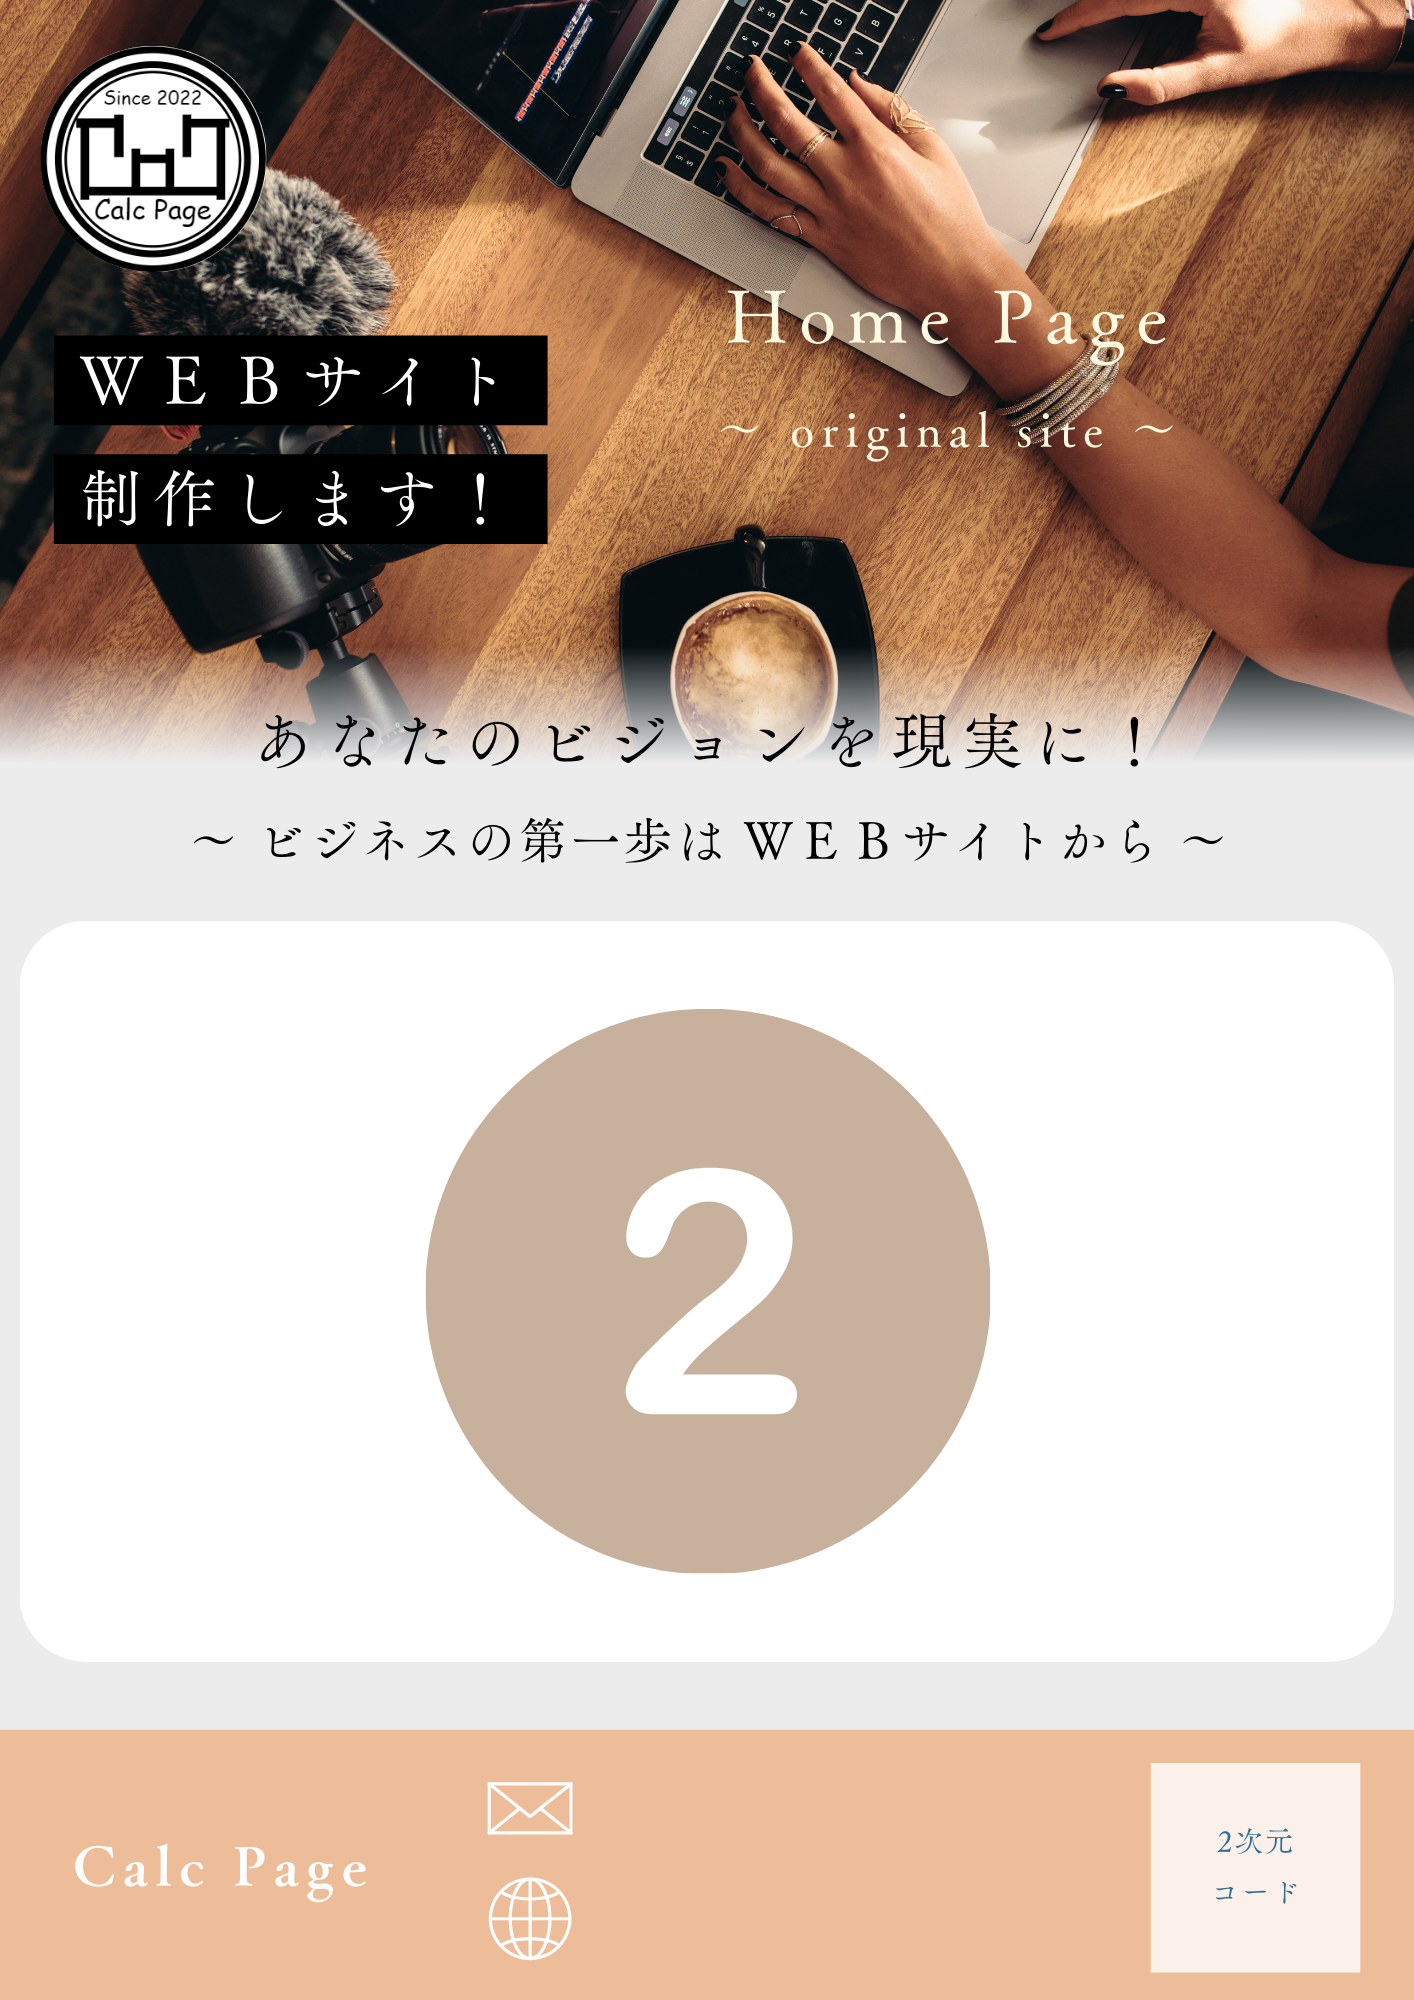 Since 2022
Calc Page
WEBサイト
制作します!
Home Page
～ original site ～
あなたのビジョンを現実に!
～ ビジネスの第一歩はWEBサイトから ～
2
Calc Page
2次元
コード